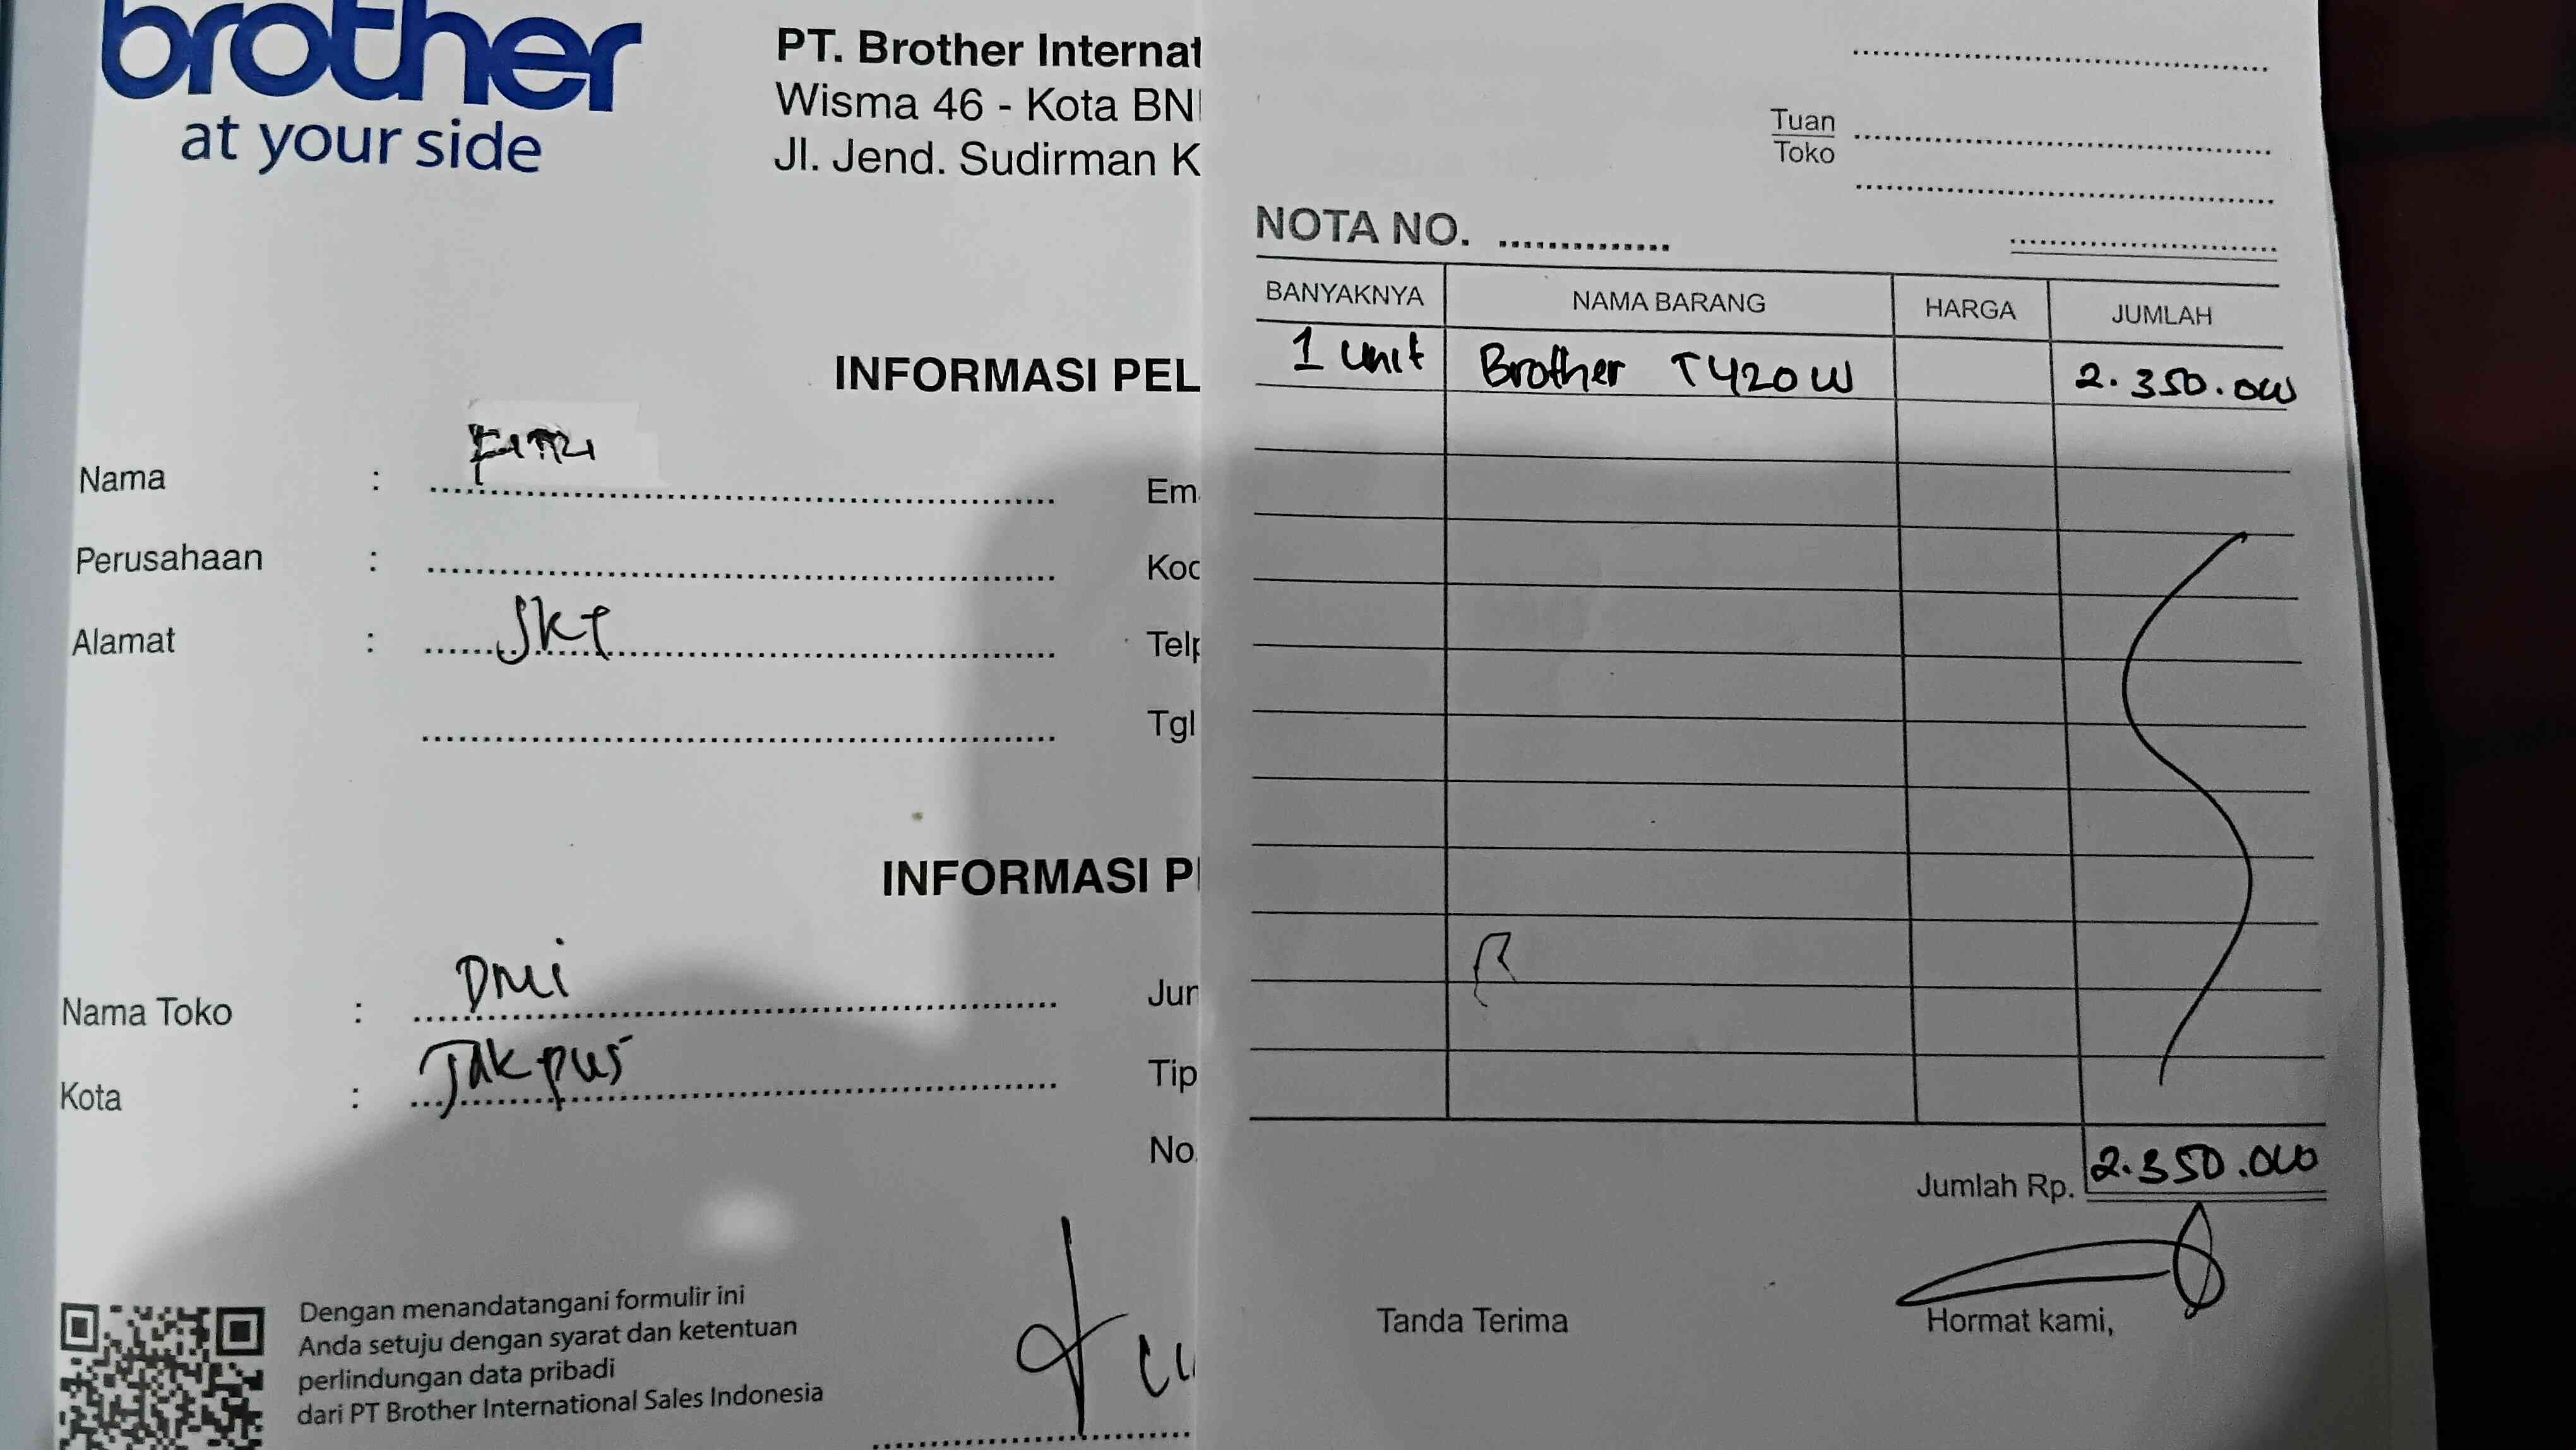 brother
at your side
PT. Brother Internat
Wisma 46 - Kota BN
Jl. Jend. Sudirman K
INFORMASI PEL
Nama :
Em
Perusahaan :
Koc
Alamat : Jkt
Telp
Tgl
INFORMASI P
Nama Toko : DMI
Jur
Kota : Jakpus
Tip
No.
Dengan menandatangani formulir ini
Anda setuju dengan syarat dan ketentuan
perlindungan data pribadi
dari PT Brother International Sales Indonesia
Tuan
Toko
NOTA NO.
BANYAKNYA NAMA BARANG HARGA JUMLAH
1 unit Brother T420W 2.350.000
Jumlah Rp. 2.350.000
Tanda Terima Hormat kami,